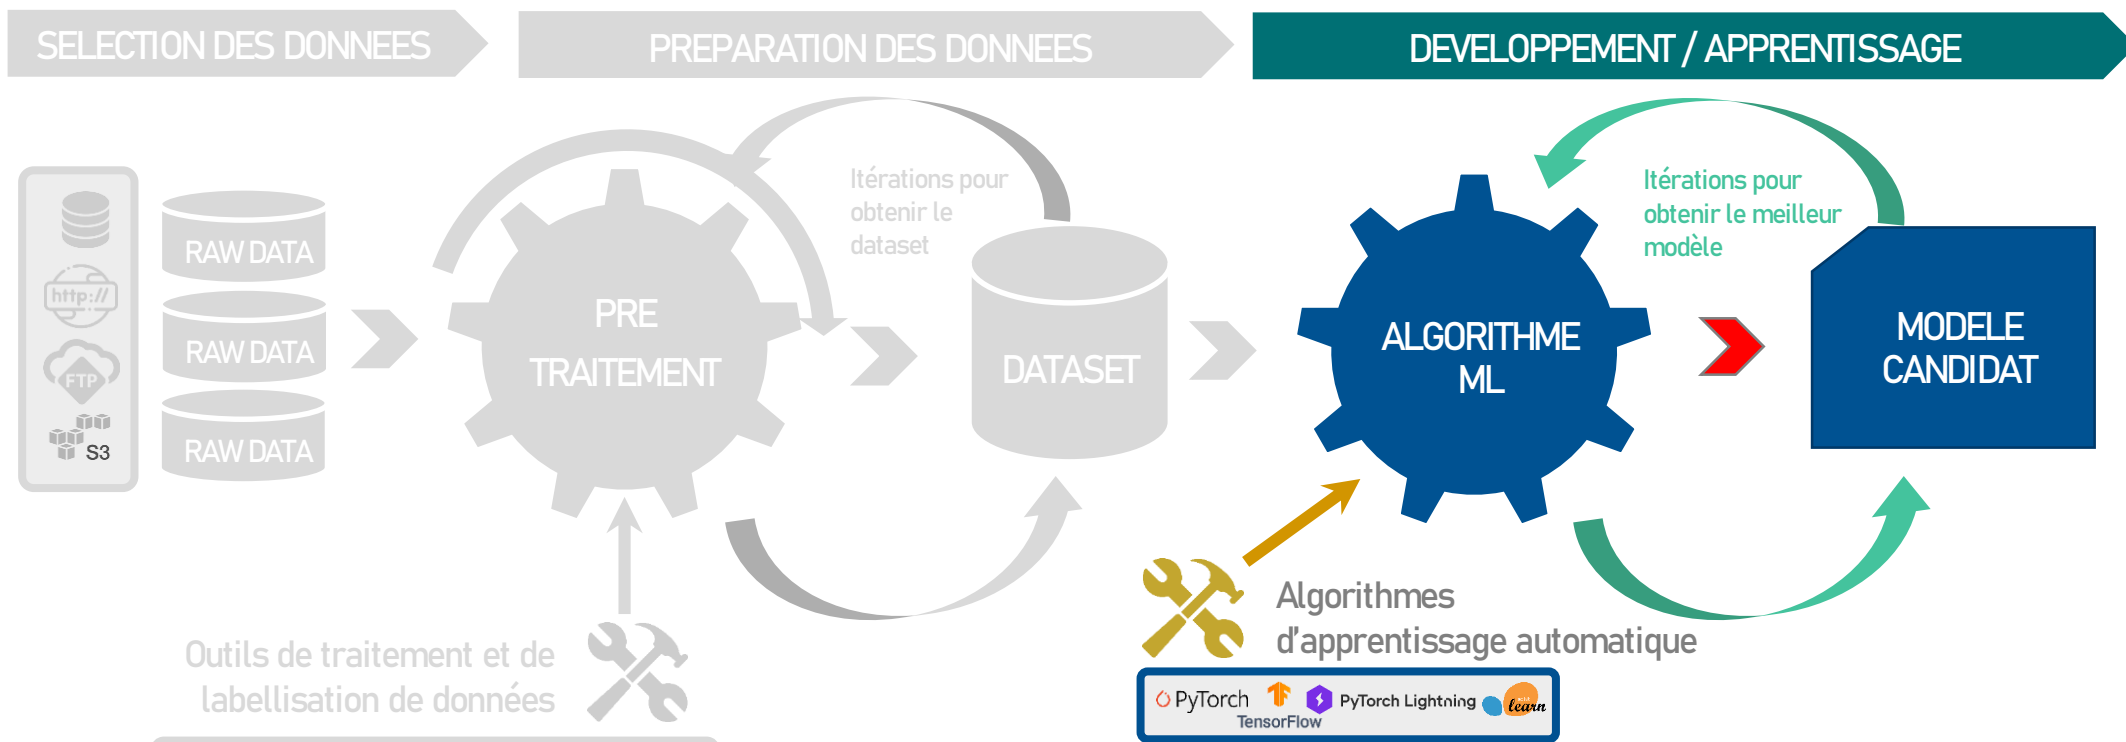 SELECTION DES DONNEES
PREPARATION DES DONNEES
DEVELOPPEMENT / APPRENTISSAGE
http://
FTP
S3
RAW DATA
RAW DATA
RAW DATA
PRE
TRAITEMENT
Itérations pour
obtenir le
dataset
DATASET
ALGORITHME
ML
Itérations pour
obtenir le meilleur
modèle
MODELE
CANDIDAT
Outils de traitement et de
labellisation de données
Algorithmes
d'apprentissage automatique
PyTorch
TensorFlow
PyTorch Lightning
learn